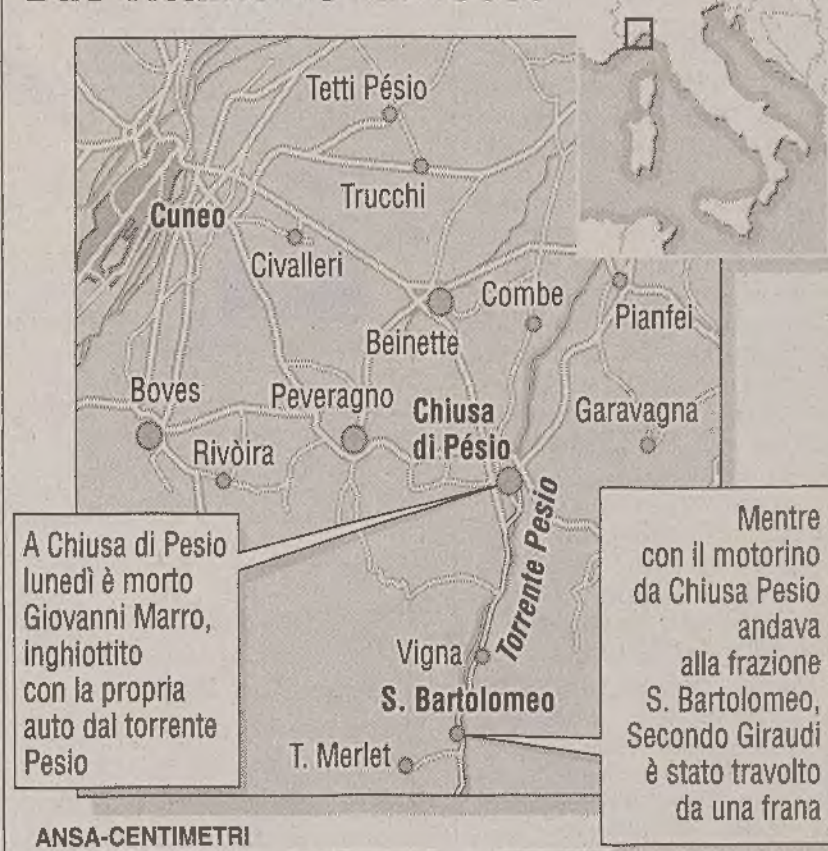 Tetti Pésio
Trucchi
Cuneo
Civalleri
Combe
Pianfei
Beinette
Boves
Peveragno
Chiusa
di Pésio
Garavagna
Rivòira
A Chiusa di Pesio
lunedì è morto
Giovanni Marro,
inghiottito
con la propria
auto dal torrente
Pesio
Torrente Pesio
Mentre
con il motorino
da Chiusa Pesio
andava
alla frazione
S. Bartolomeo,
Secondo Giraudi
è stato travolto
da una frana
Vigna
S. Bartolomeo
T. Merlet
ANSA-CENTIMETRI